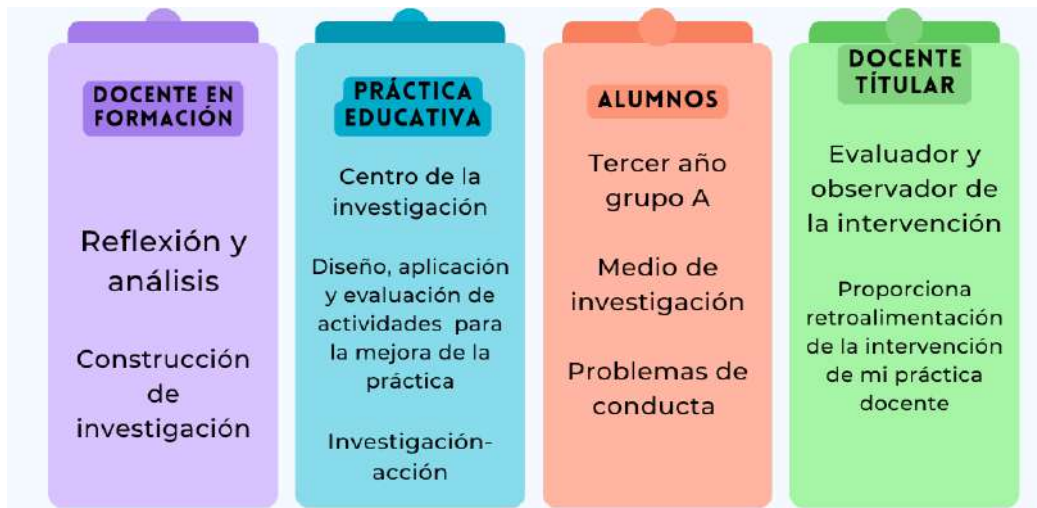 DOCENTE EN
FORMACIÓN
Reflexión y
análisis
Construcción
de
investigación
PRÁCTICA
EDUCATIVA
Centro de la
investigación
Diseño, aplicación
y evaluación de
actividades para
la mejora de la
práctica
Investigación-
acción
ALUMNOS
Tercer año
grupo A
Medio de
investigación
Problemas de
conducta
DOCENTE
TÍTULAR
Evaluador y
observador de
la intervención
Proporciona
retroalimentación
de la intervención
de mi práctica
docente